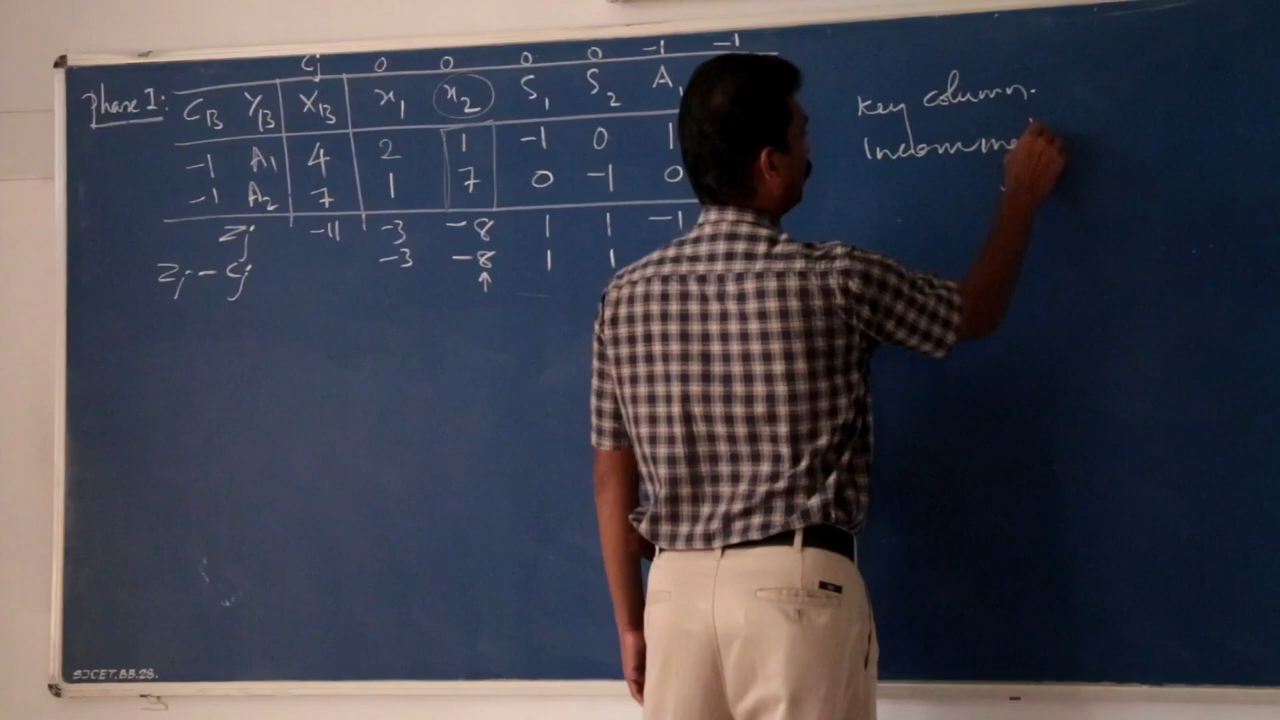 Cj 0 0 0 0 -1 -1
Phase I: CB YB XB x1 x2 S1 S2 A1
-1 A1 4 2 1 -1 0 1
-1 A2 7 1 7 0 -1 0
Zj -11 -3 -8 1 1 -1
Zj - Cj -3 -8 1 1
↑
Key column.
Incomm
SJCET.BB.28.